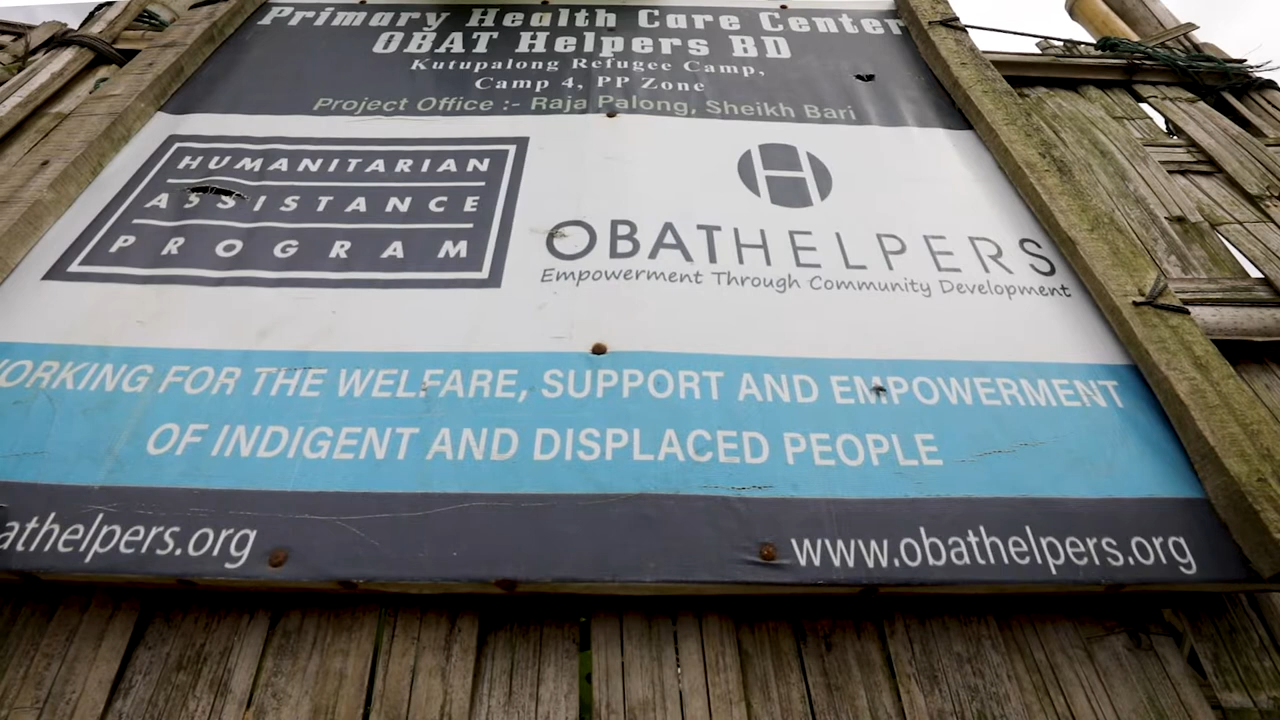 Primary Health Care Center
OBAT Helpers BD
Kutupalong Refugee Camp,
Camp 4, PP Zone
Project Office :- Raja Palong, Sheikh Bari
HUMANITARIAN
ASSISTANCE
PROGRAM
H
OBATHELPERS
Empowerment Through Community Development
ORKING FOR THE WELFARE, SUPPORT AND EMPOWERMENT
OF INDIGENT AND DISPLACED PEOPLE
athelpers.org
www.obathelpers.org